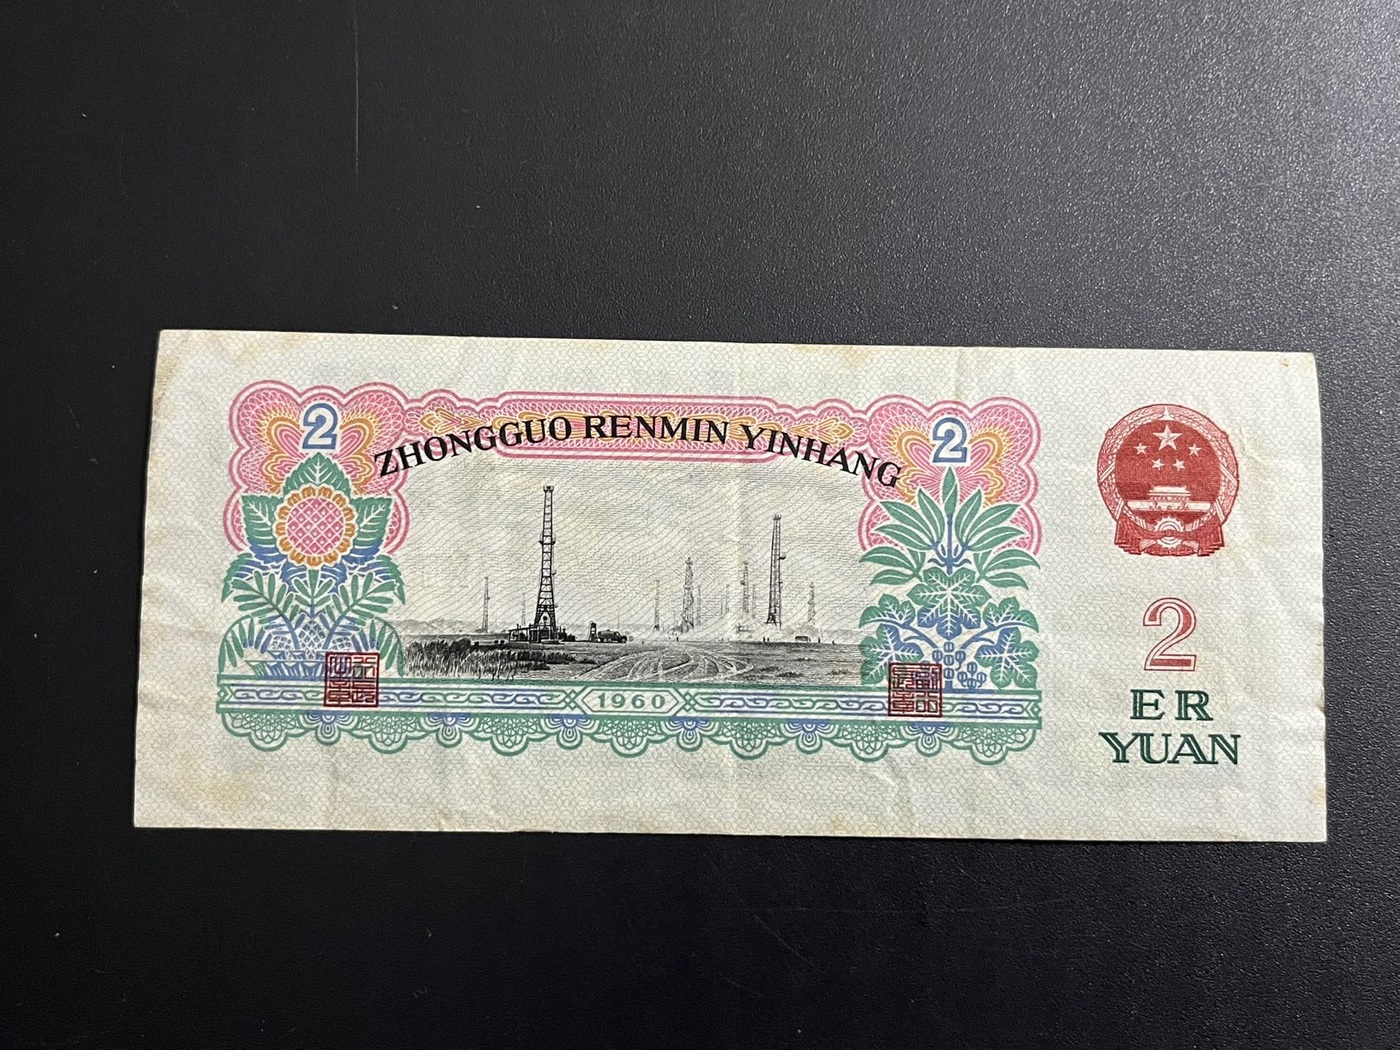 2
2
ZHONGGUO RENMIN YINHANG
1960
2
ER
YUAN